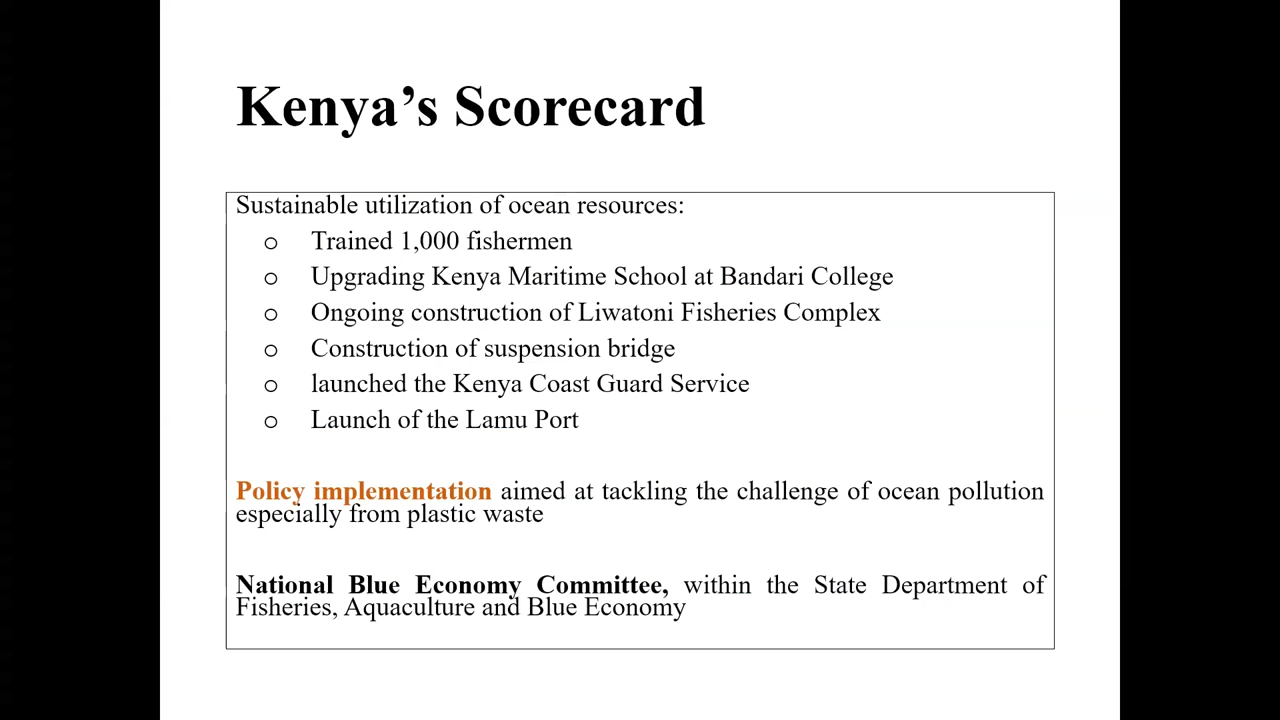 Kenya’s Scorecard
Sustainable utilization of ocean resources:
o Trained 1,000 fishermen
o Upgrading Kenya Maritime School at Bandari College
o Ongoing construction of Liwatoni Fisheries Complex
o Construction of suspension bridge
o launched the Kenya Coast Guard Service
o Launch of the Lamu Port
Policy implementation aimed at tackling the challenge of ocean pollution
especially from plastic waste
National Blue Economy Committee, within the State Department of
Fisheries, Aquaculture and Blue Economy